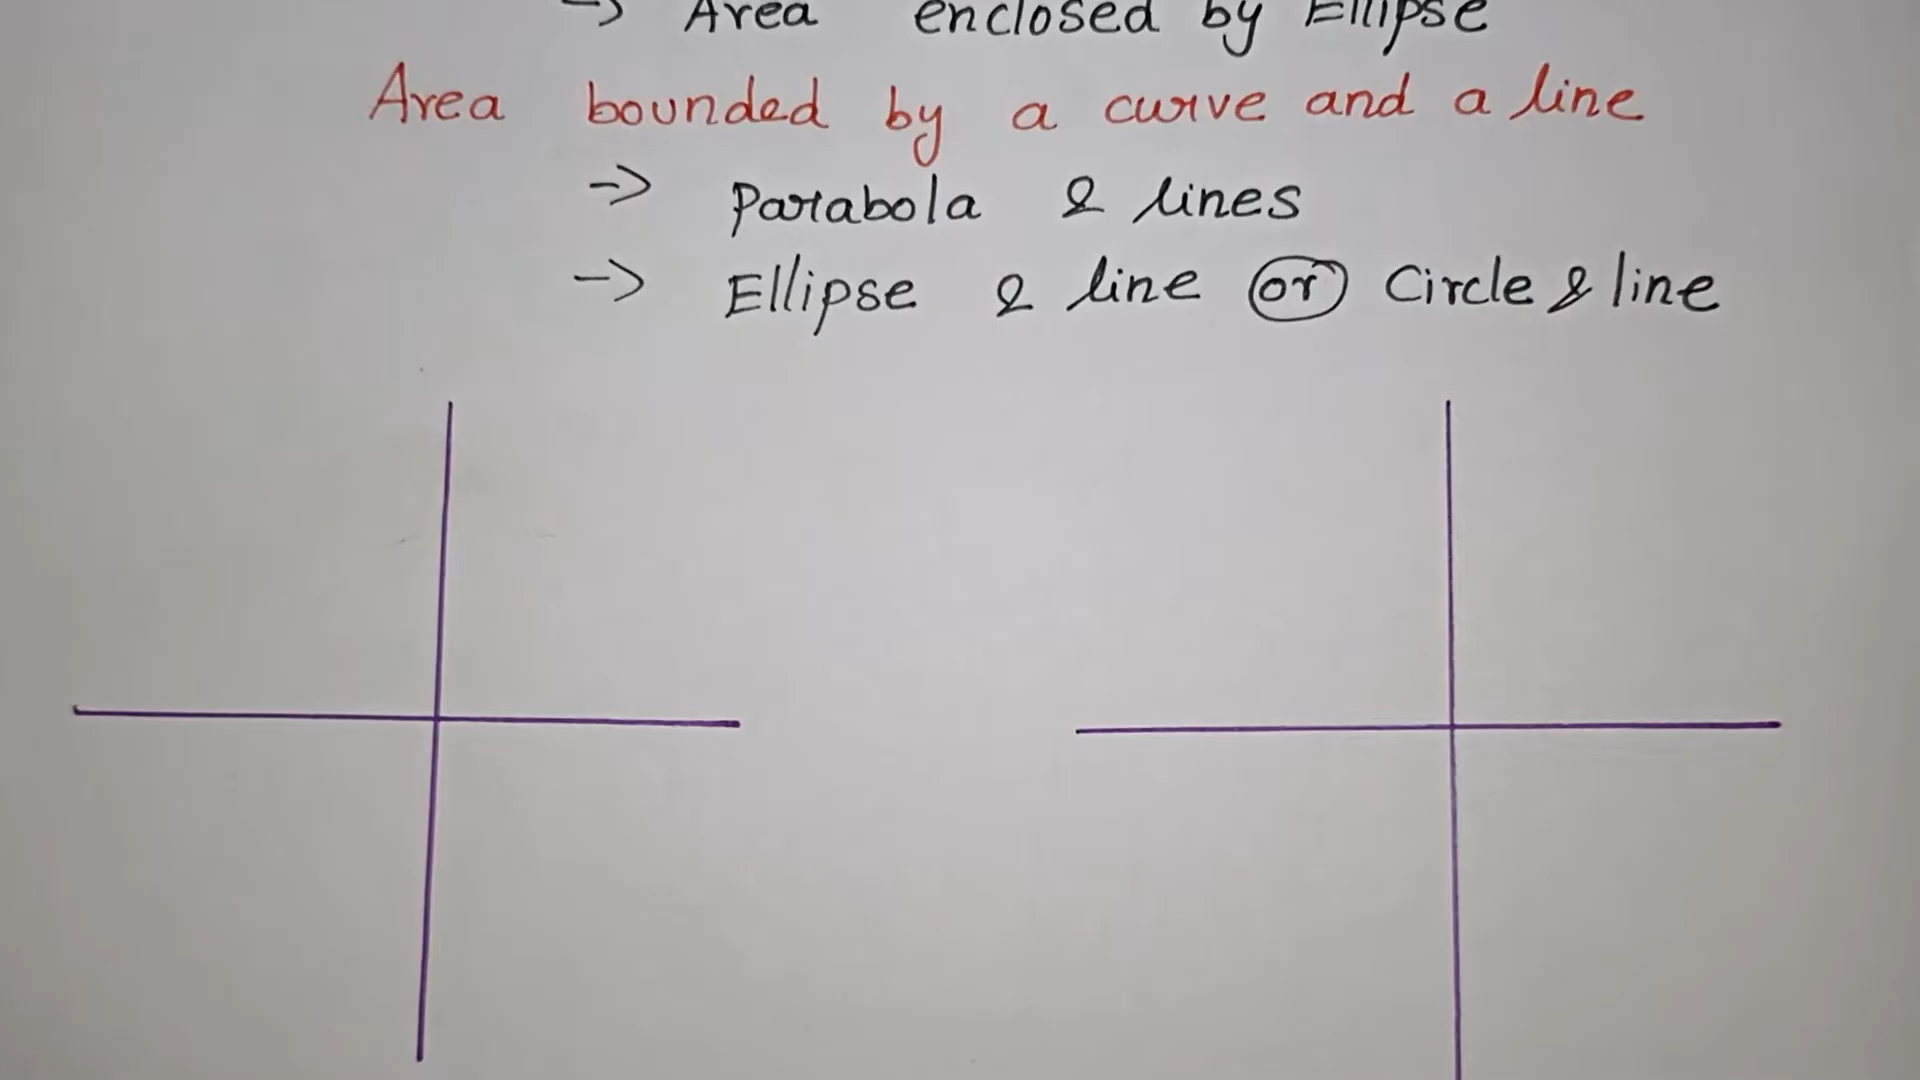 -> Area enclosed by Ellipse
Area bounded by a curve and a line
-> Parabola & lines
-> Ellipse & line or Circle & line